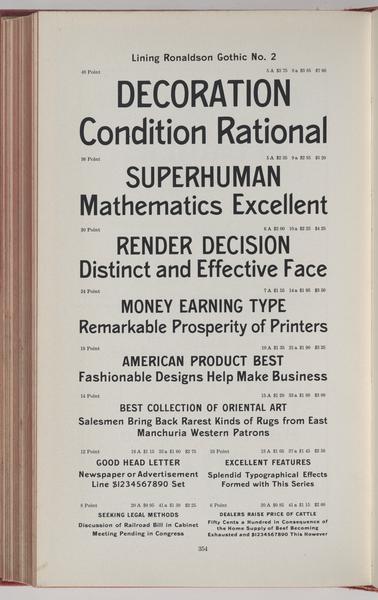 Lining Ronaldson Gothic No. 2
48 Point
DECORATION
Condition Rational
36 Point
SUPERHUMAN
Mathematics Excellent
30 Point
RENDER DECISION
Distinct and Effective Face
24 Point
MONEY EARNING TYPE
Remarkable Prosperity of Printers
18 Point
AMERICAN PRODUCT BEST
Fashionable Designs Help Make Business
14 Point
BEST COLLECTION OF ORIENTAL ART
Salesmen Bring Back Rarest Kinds of Rugs from East
Manchuria Western Patrons
12 Point
GOOD HEAD LETTER
Newspaper or Advertisement
Line $1234567890 Set
10 Point
EXCELLENT FEATURES
Splendid Typographical Effects
Formed with This Series
8 Point
SEEKING LEGAL METHODS
Discussion of Railroad Bill in Cabinet
Meeting Pending in Congress
6 Point
DEALERS RAISE PRICE OF CATTLE
Fifty Cents a Hundred in Consequence of
the Home Supply of Beef Becoming
Exhausted and $1234567890 This However
354